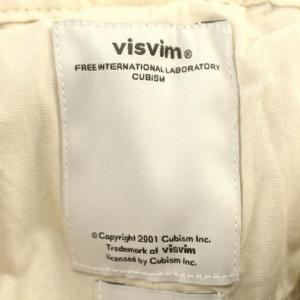 visvim®
FREE INTERNATIONAL LABORATORY
CUBISM
© Copyright 2001 Cubism Inc.
Trademark of visvim
licensed by Cubism Inc.